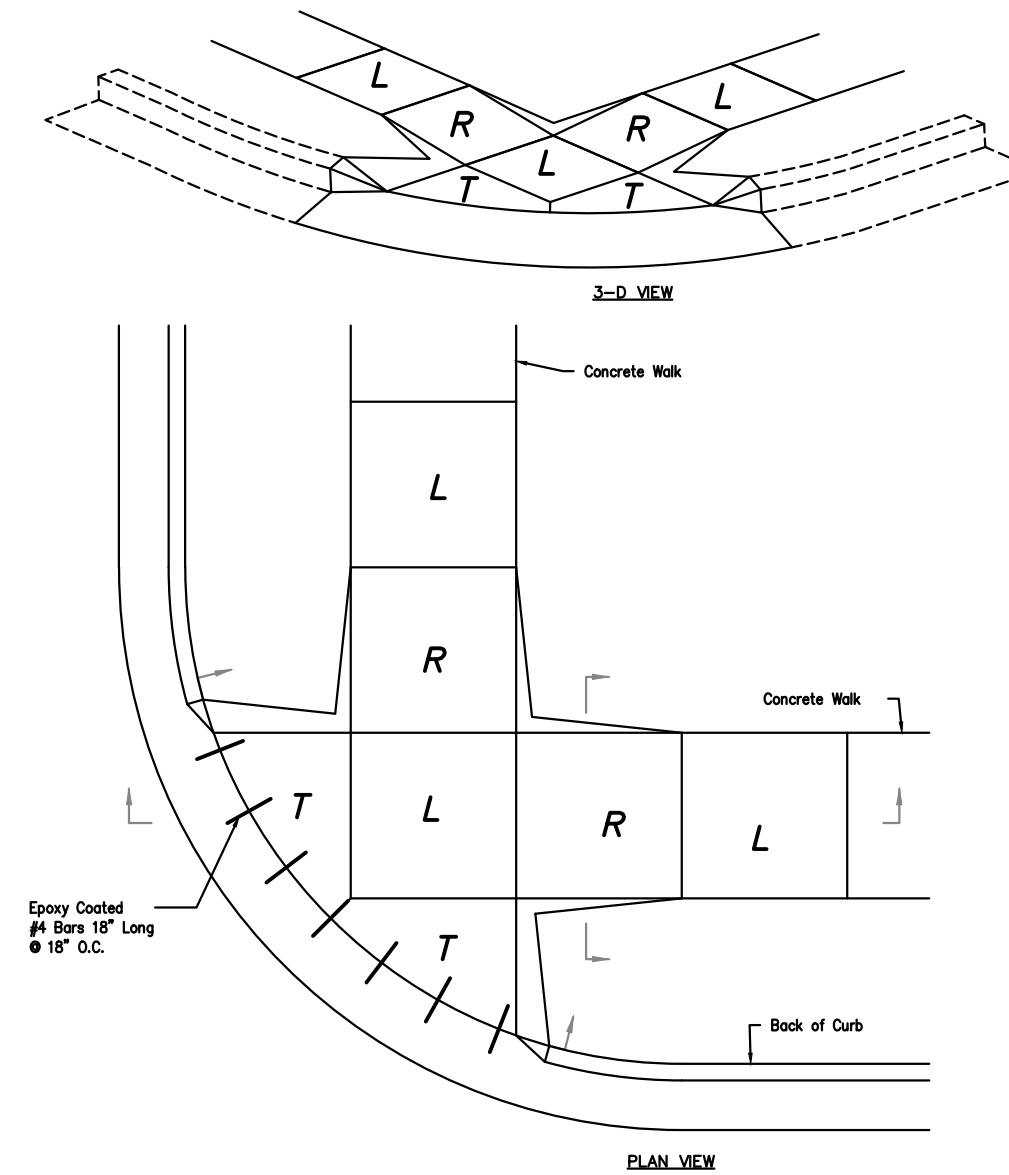 L
L
R
R
L
T
T
3-D VIEW
Concrete Walk
L
R
Concrete Walk
T
L
R
L
Epoxy Coated
#4 Bars 18" Long
@ 18" O.C.
T
Back of Curb
PLAN VIEW